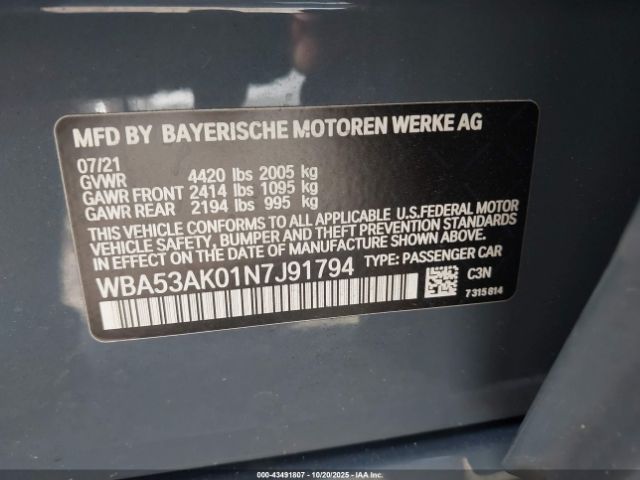 MFD BY BAYERISCHE MOTOREN WERKE AG
07/21
GVWR 4420 lbs 2005 kg
GAWR FRONT 2414 lbs 1095 kg
GAWR REAR 2194 lbs 995 kg
THIS VEHICLE CONFORMS TO ALL APPLICABLE U.S.FEDERAL MOTOR
VEHICLE SAFETY, BUMPER, AND THEFT PREVENTION STANDARDS
IN EFFECT ON THE DATE OF MANUFACTURE SHOWN ABOVE.
WBA53AK01N7J91794 TYPE: PASSENGER CAR
C3N
7315814
000-43491807 - 10/20/2025 - IAAI.COM